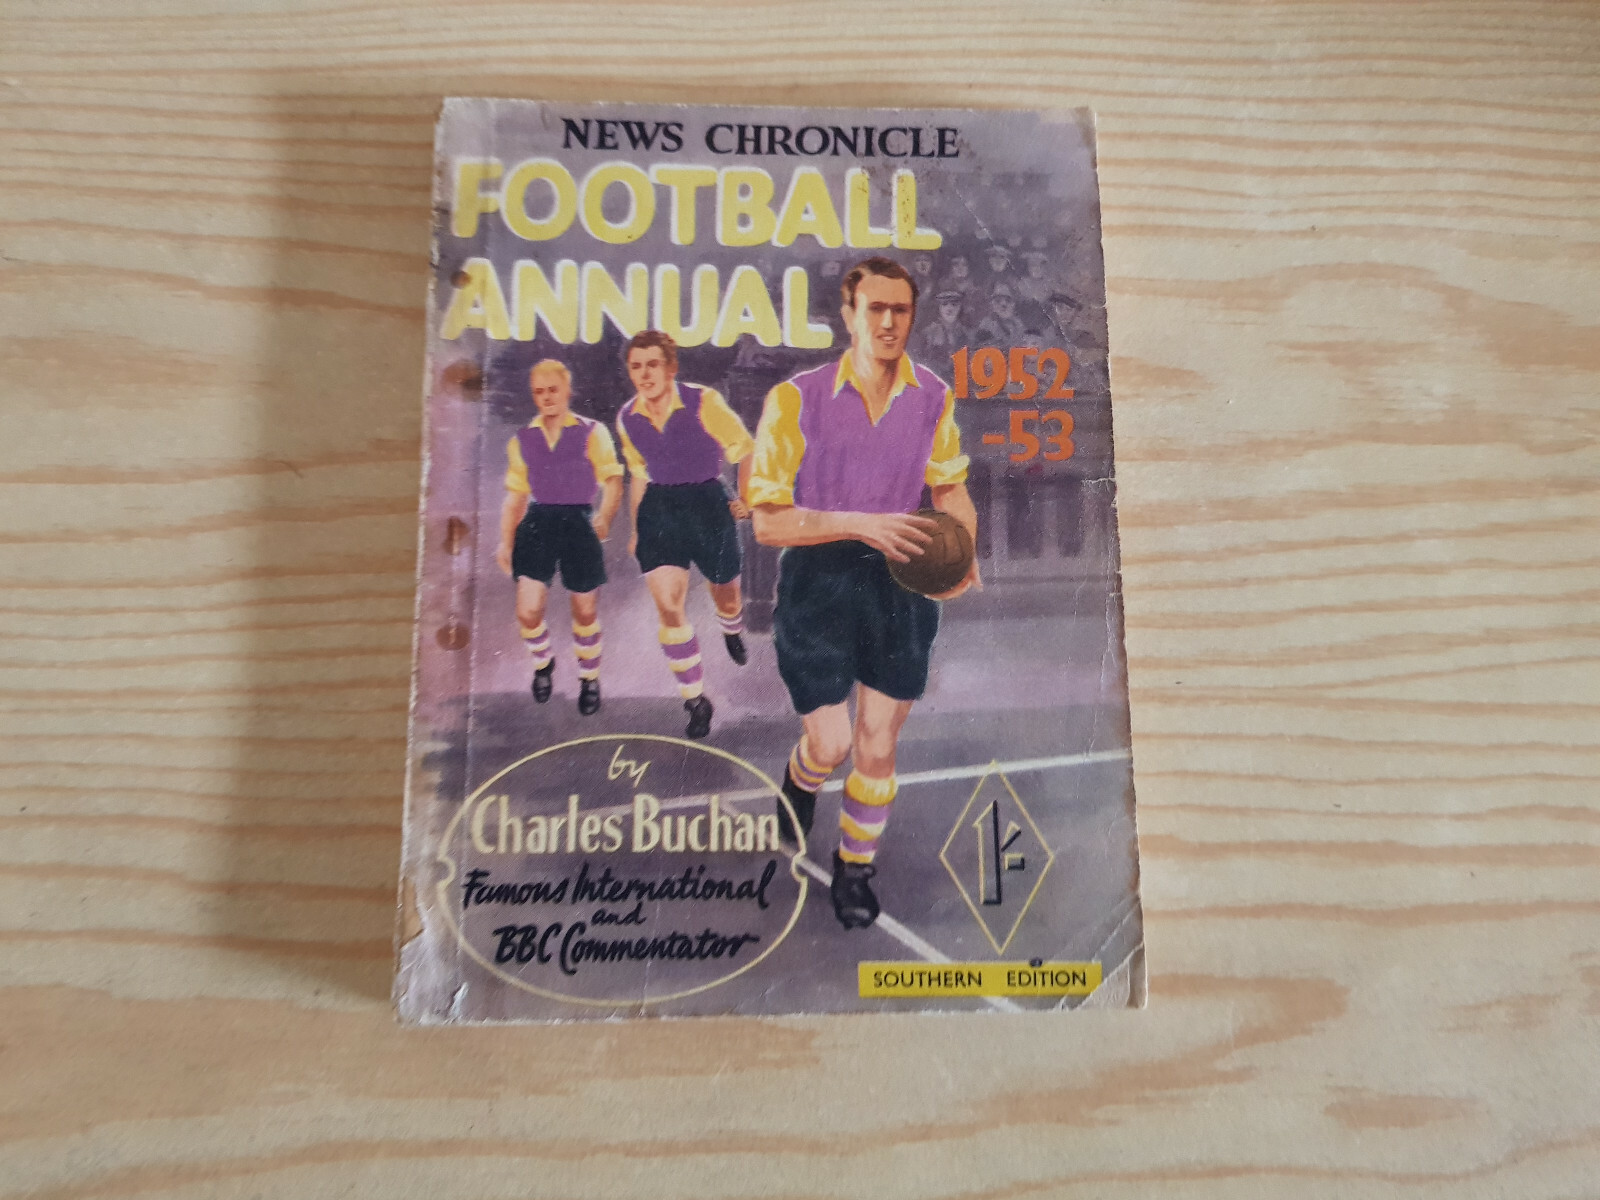 NEWS CHRONICLE
FOOTBALL
ANNUAL
1952
-53
by
Charles Buchan
Famous International
and
BBC Commentator
1/-
SOUTHERN EDITION